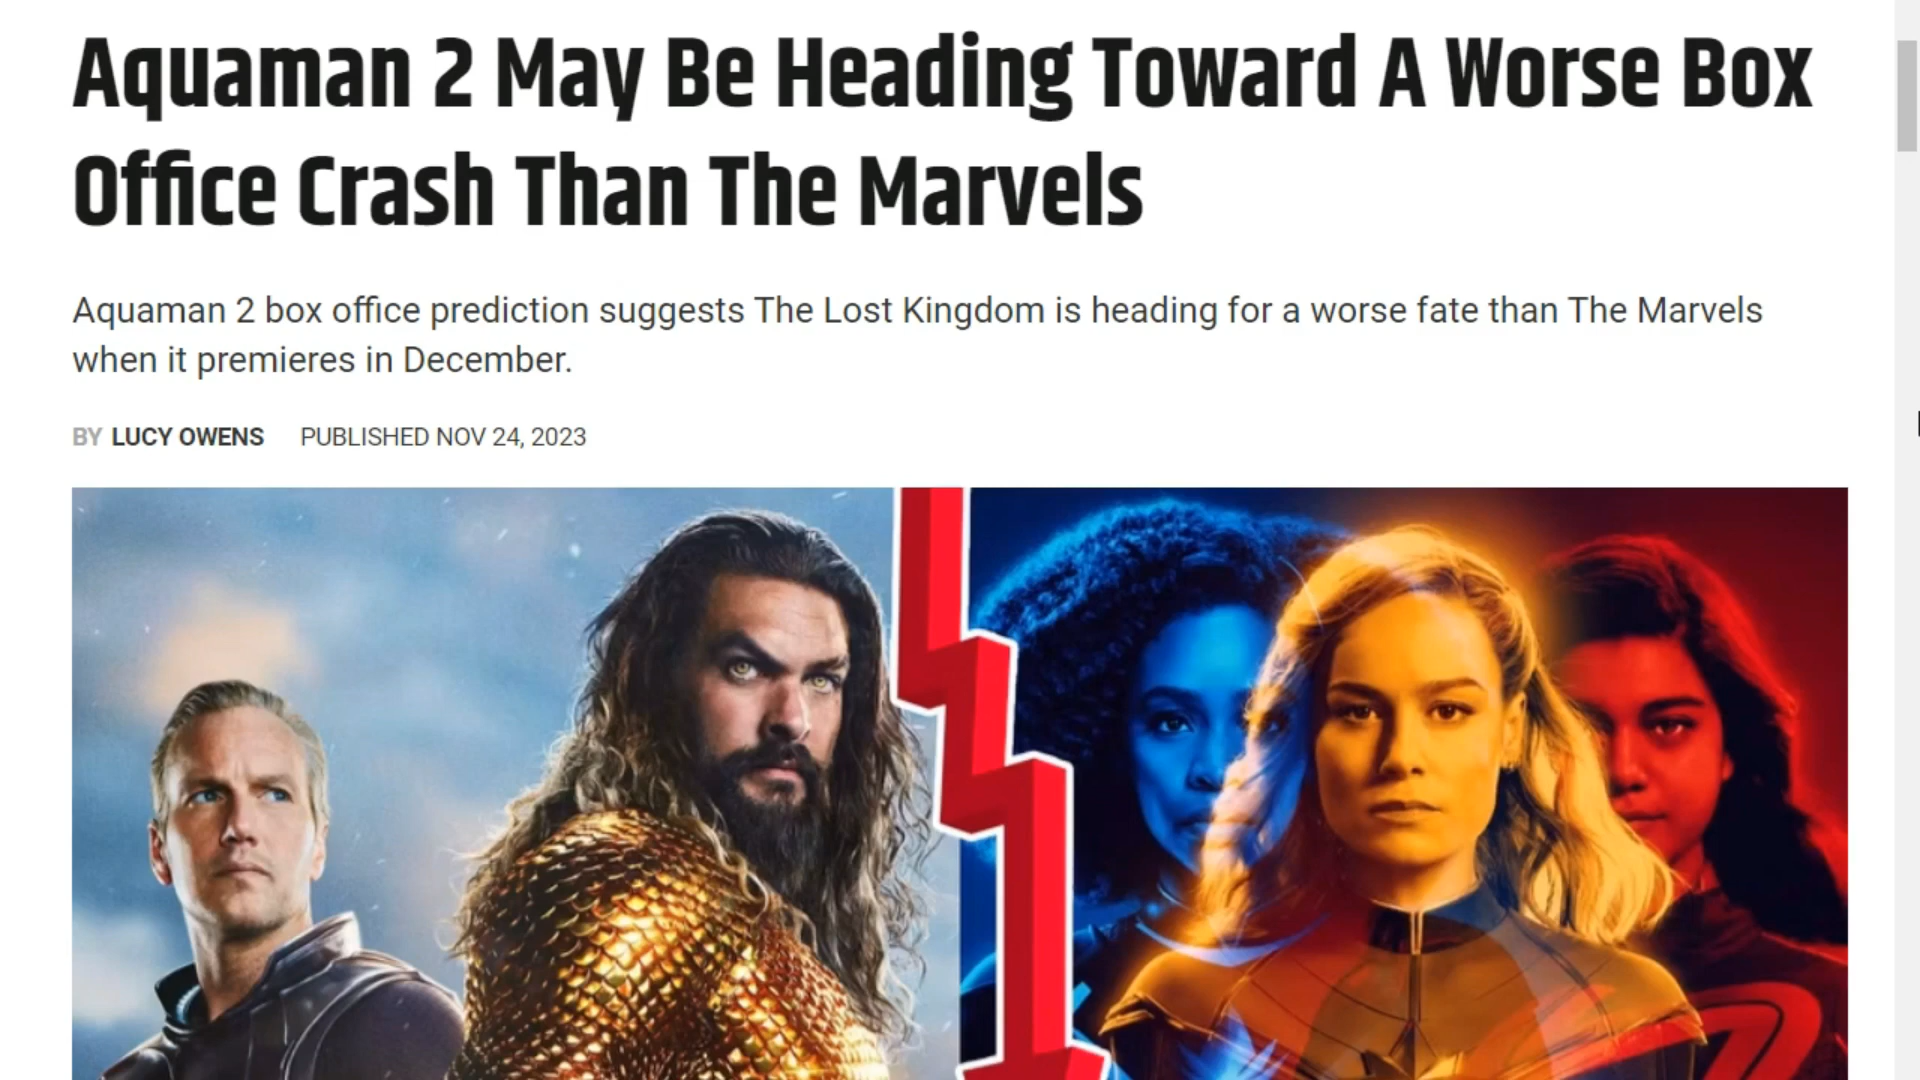 Aquaman 2 May Be Heading Toward A Worse Box
Office Crash Than The Marvels
Aquaman 2 box office prediction suggests The Lost Kingdom is heading for a worse fate than The Marvels
when it premieres in December.
BY LUCY OWENS PUBLISHED NOV 24, 2023